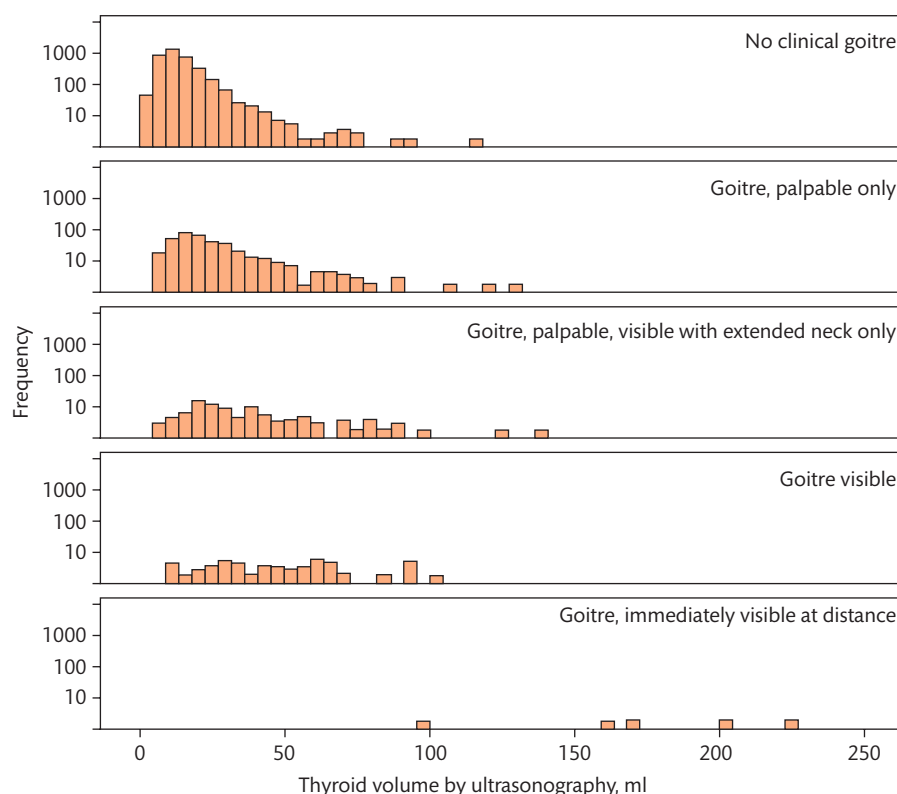 No clinical goitre
1000
100
10
Goitre, palpable only
1000
100
10
Goitre, palpable, visible with extended neck only
1000
100
10
Frequency
Goitre visible
1000
100
10
Goitre, immediately visible at distance
1000
100
10
0 50 100 150 200 250
Thyroid volume by ultrasonography, ml